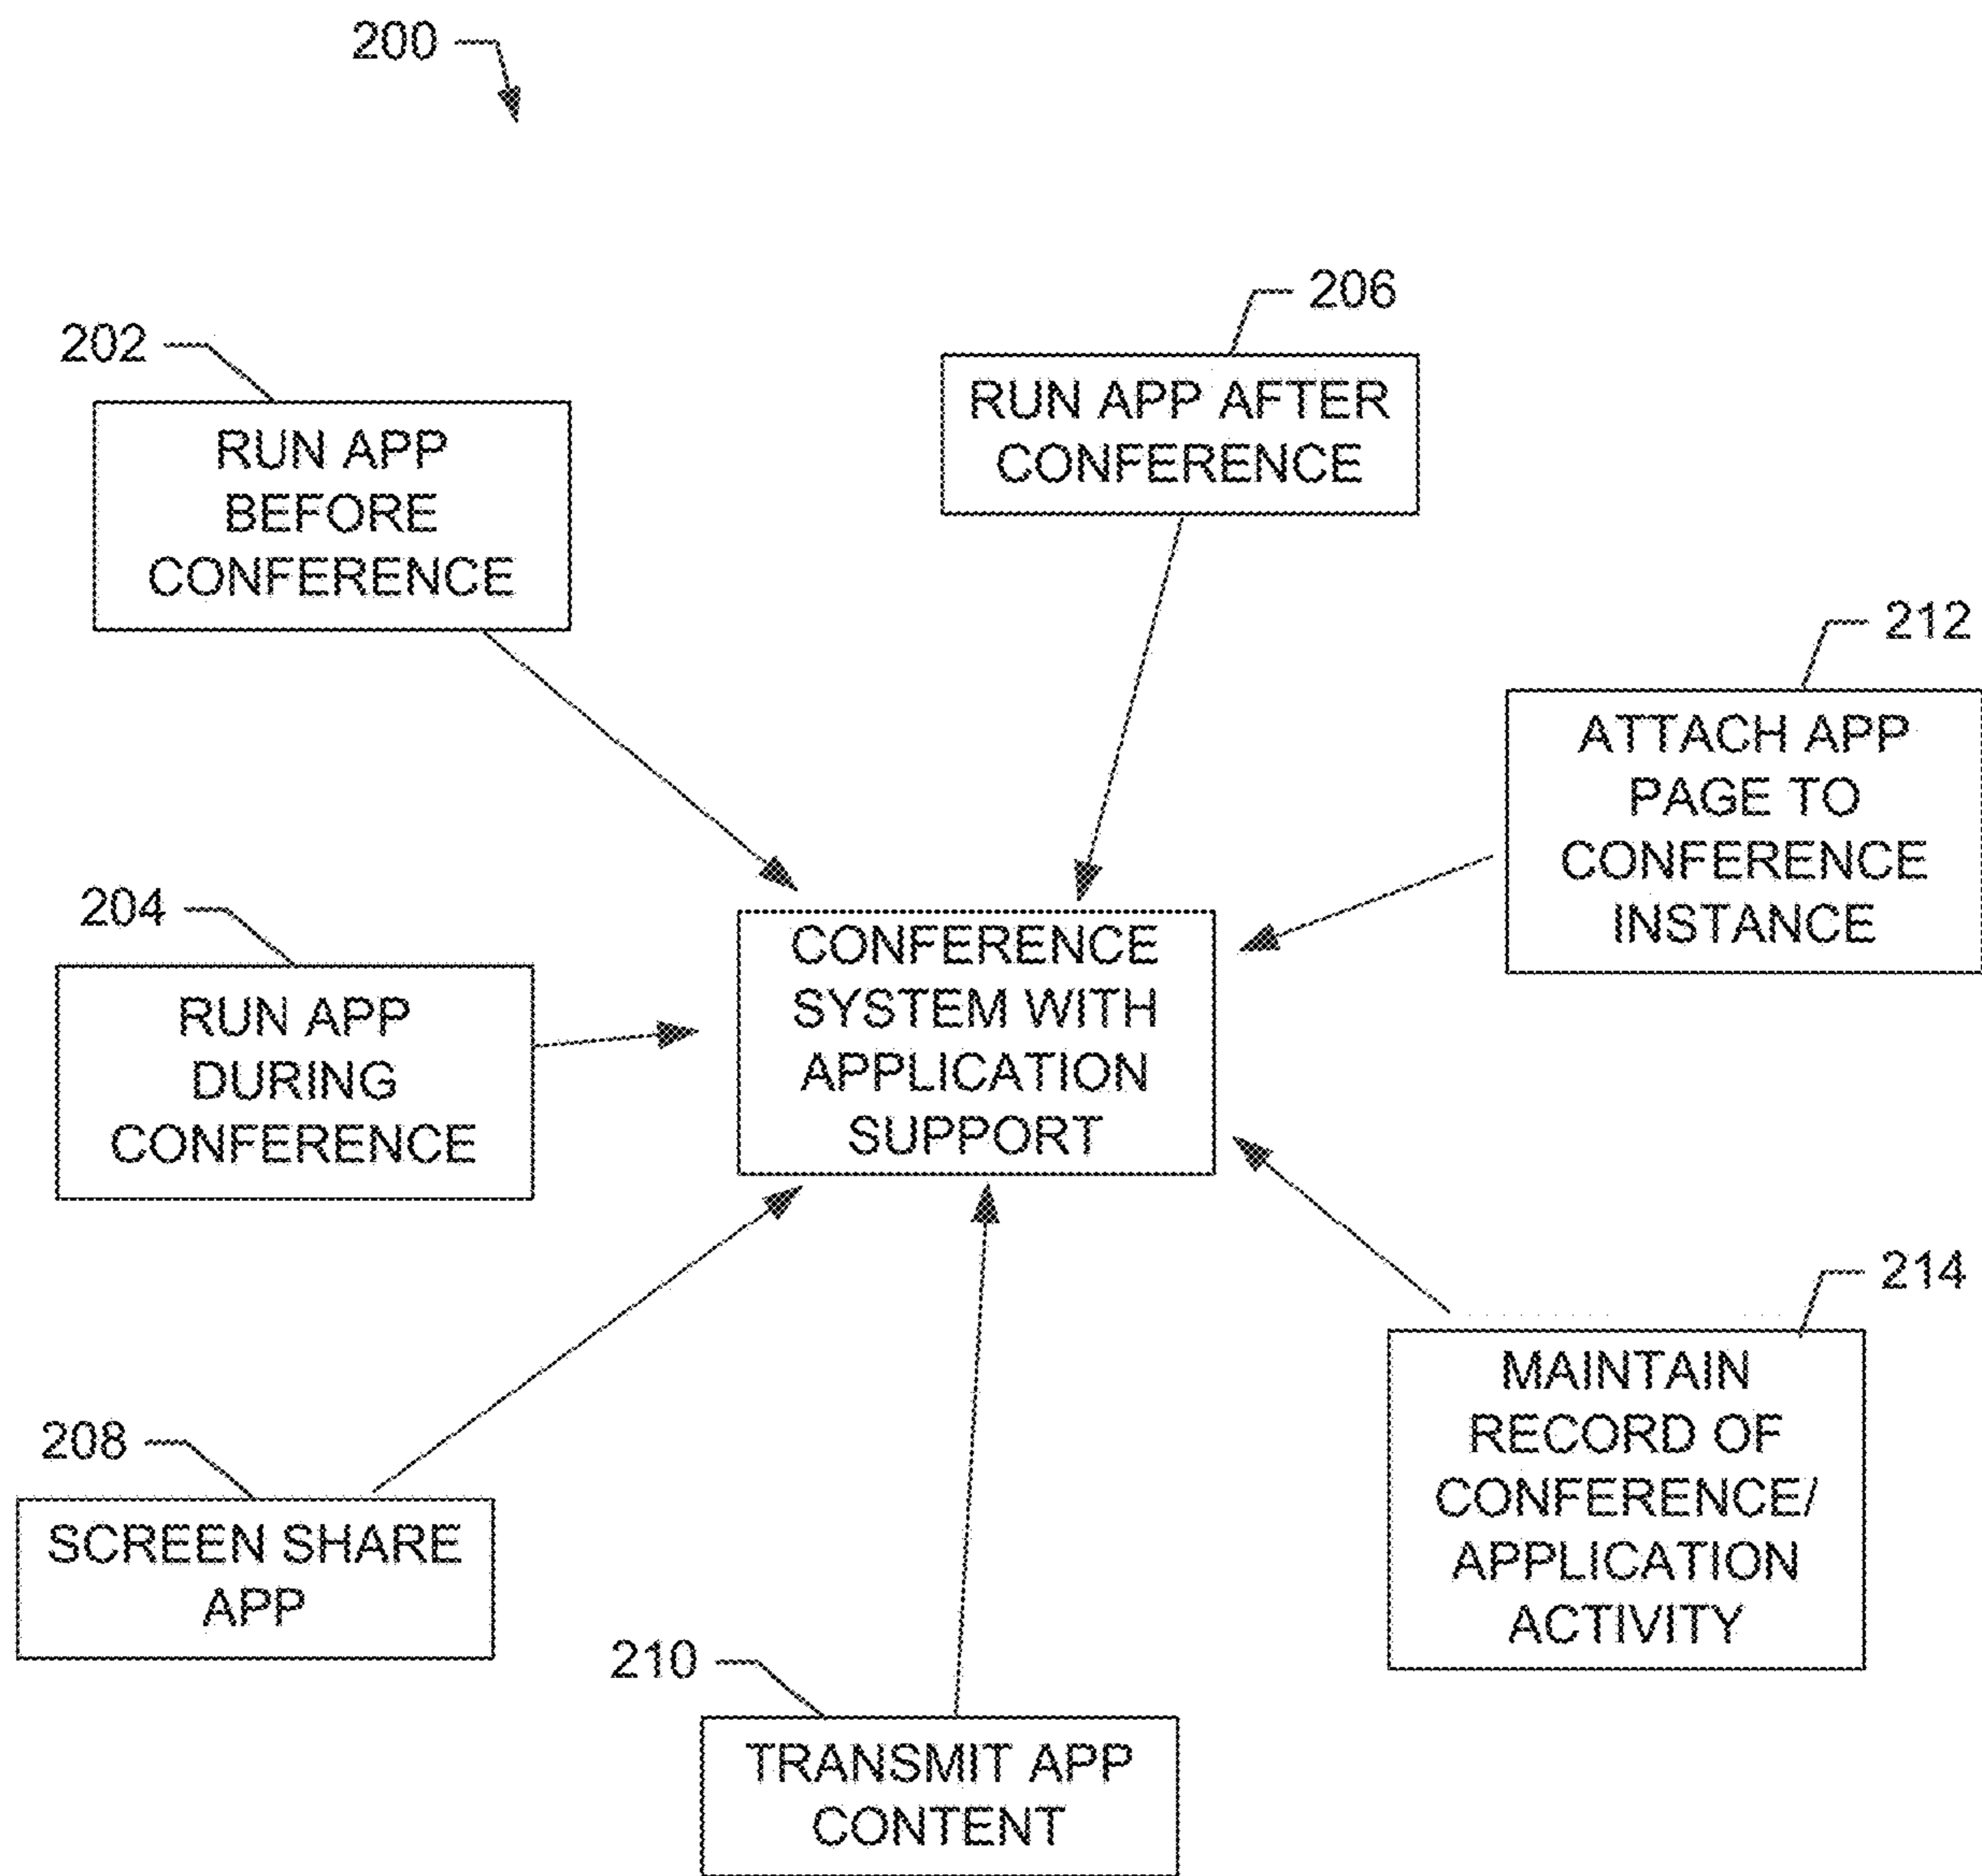 200
206
202
RUN APP AFTER
CONFERENCE
RUN APP
BEFORE
CONFERENCE
212
ATTACH APP
PAGE TO
CONFERENCE
INSTANCE
204
RUN APP
DURING
CONFERENCE
CONFERENCE
SYSTEM WITH
APPLICATION
SUPPORT
214
MAINTAIN
RECORD OF
CONFERENCE/
APPLICATION
ACTIVITY
208
SCREEN SHARE
APP
210
TRANSMIT APP
CONTENT